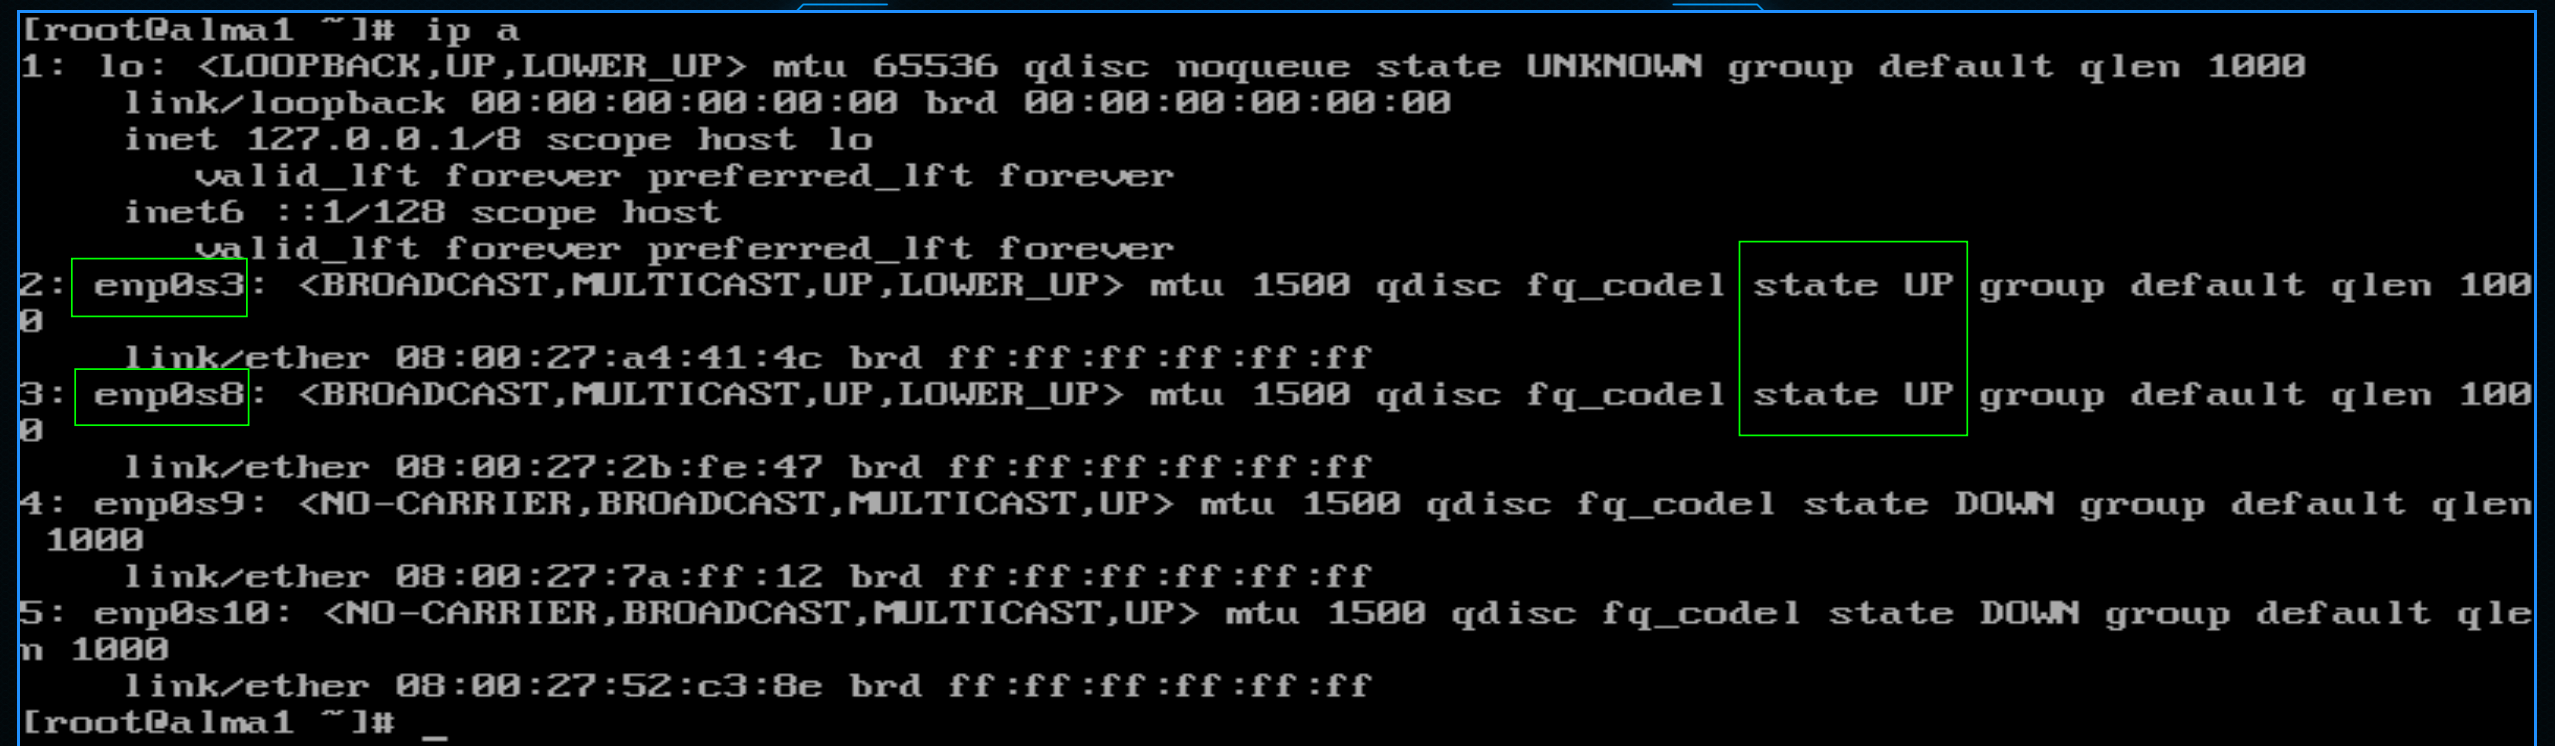 [root@alma1 ~]# ip a
1: lo: <LOOPBACK,UP,LOWER_UP> mtu 65536 qdisc noqueue state UNKNOWN group default qlen 1000
    link/loopback 00:00:00:00:00:00 brd 00:00:00:00:00:00
    inet 127.0.0.1/8 scope host lo
       valid_lft forever preferred_lft forever
    inet6 ::1/128 scope host
       valid_lft forever preferred_lft forever
2: enp0s3: <BROADCAST,MULTICAST,UP,LOWER_UP> mtu 1500 qdisc fq_codel state UP group default qlen 100
0
    link/ether 08:00:27:a4:41:4c brd ff:ff:ff:ff:ff:ff
3: enp0s8: <BROADCAST,MULTICAST,UP,LOWER_UP> mtu 1500 qdisc fq_codel state UP group default qlen 100
0
    link/ether 08:00:27:2b:fe:47 brd ff:ff:ff:ff:ff:ff
4: enp0s9: <NO-CARRIER,BROADCAST,MULTICAST,UP> mtu 1500 qdisc fq_codel state DOWN group default qlen
 1000
    link/ether 08:00:27:7a:ff:12 brd ff:ff:ff:ff:ff:ff
5: enp0s10: <NO-CARRIER,BROADCAST,MULTICAST,UP> mtu 1500 qdisc fq_codel state DOWN group default qle
n 1000
    link/ether 08:00:27:52:c3:8e brd ff:ff:ff:ff:ff:ff
[root@alma1 ~]# _